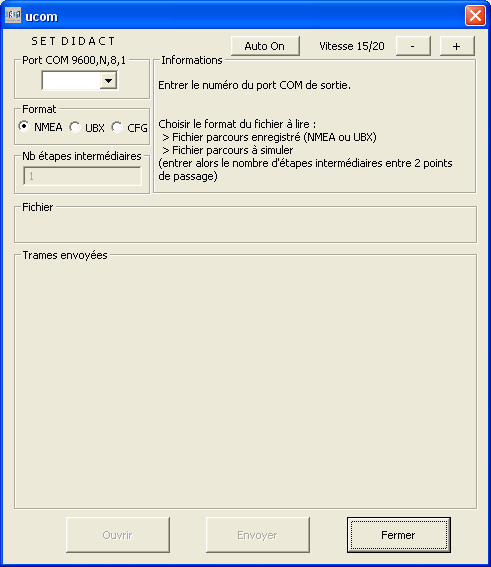 ucom
S E T D I D A C T
Auto On
Vitesse 15/20
-
+
Port COM 9600,N,8,1
Informations
Entrer le numéro du port COM de sortie.
Choisir le format du fichier à lire :
> Fichier parcours enregistré (NMEA ou UBX)
> Fichier parcours à simuler
(entrer alors le nombre d'étapes intermédiaires entre 2 points
de passage)
Format
NMEA UBX CFG
Nb étapes intermédiaires
1
Fichier
Trames envoyées
Ouvrir
Envoyer
Fermer